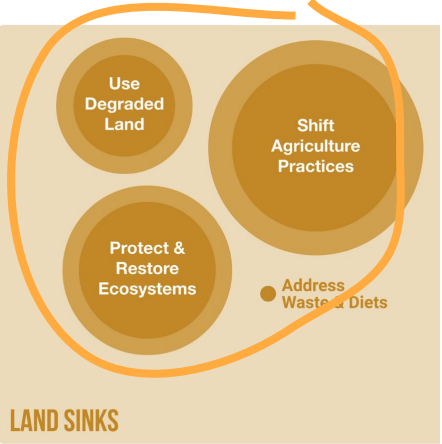 Use
Degraded
Land
Shift
Agriculture
Practices
Protect &
Restore
Ecosystems
Address
Waste & Diets
LAND SINKS